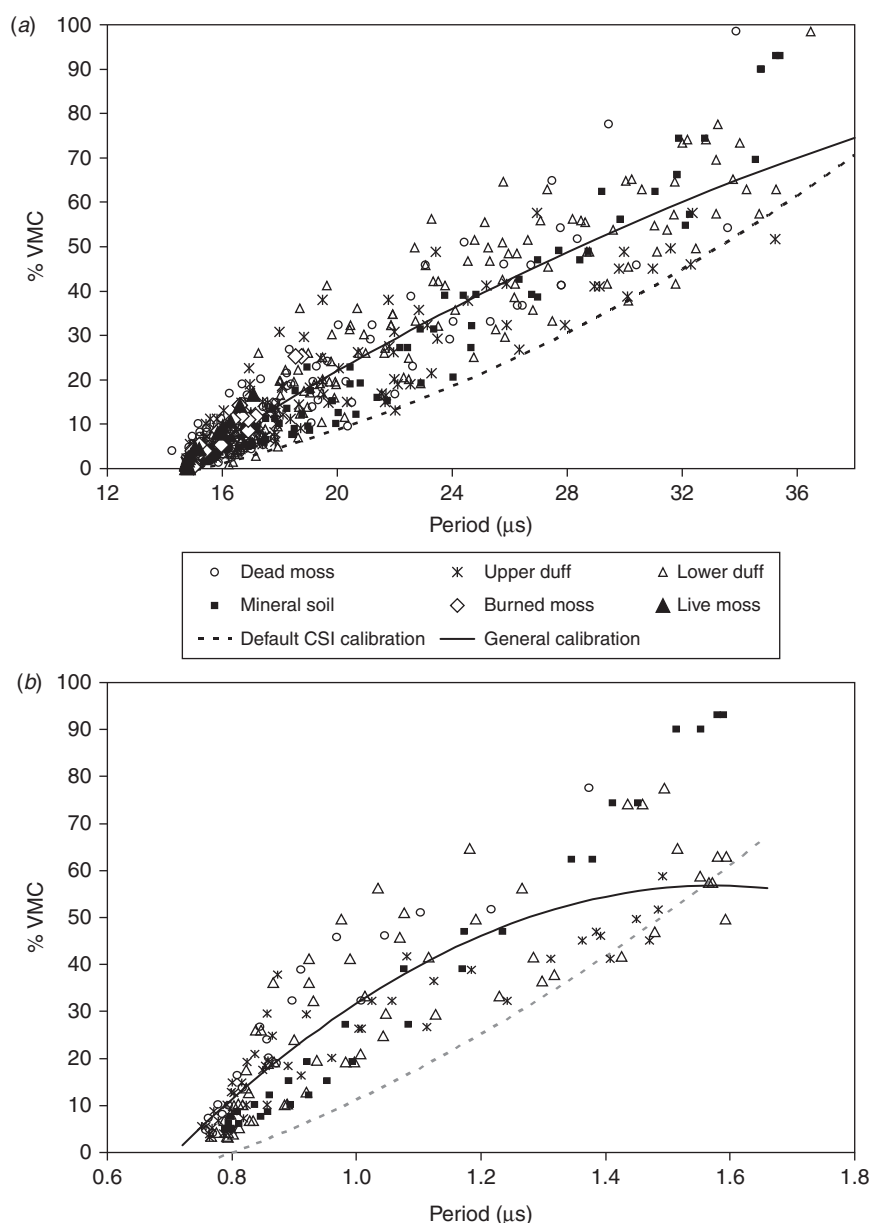 (a)
100
90
80
70
60
50
40
30
20
10
0
% VMC
12 16 20 24 28 32 36
Period (μs)
Dead moss Upper duff Lower duff
Mineral soil Burned moss Live moss
Default CSI calibration General calibration
(b)
100
90
80
70
60
50
40
30
20
10
0
% VMC
0.6 0.8 1.0 1.2 1.4 1.6 1.8
Period (μs)